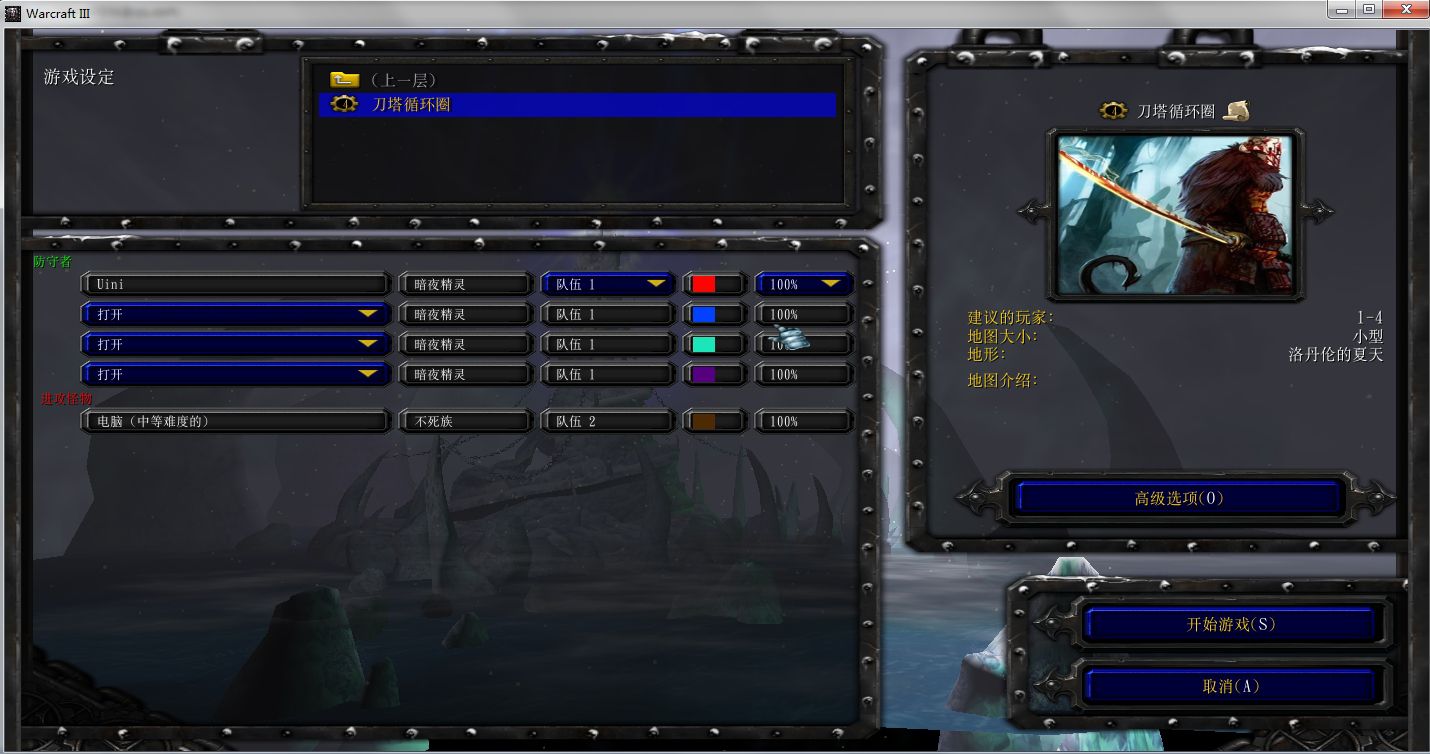 Warcraft III
游戏设定
（上一层）
刀塔循环圈
防守者
Uini 暗夜精灵 队伍 1 100%
打开 暗夜精灵 队伍 1 100%
打开 暗夜精灵 队伍 1
打开 暗夜精灵 队伍 1 100%
进攻怪物
电脑（中等难度的） 不死族 队伍 2 100%
刀塔循环圈
建议的玩家： 1-4
地图大小： 小型
地形： 洛丹伦的夏天
地图介绍：
高级选项(O)
开始游戏(S)
取消(A)